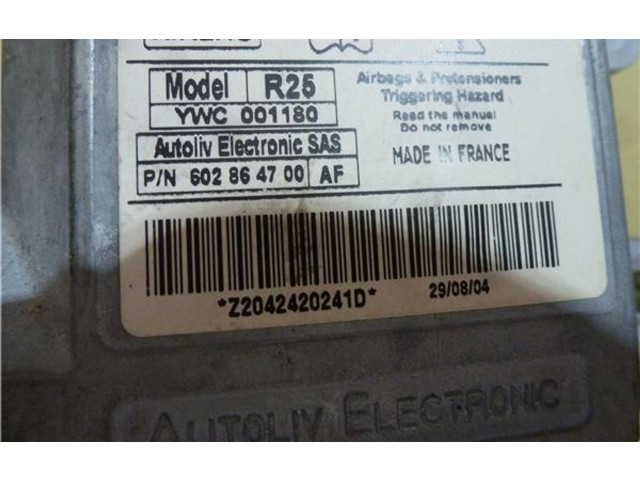 Model R25
YWC 001180
Autoliv Electronic SAS
P/N 602 86 47 00 AF
Airbags & Pretensioners
Triggering Hazard
Read the manual
Do not remove
MADE IN FRANCE
*Z2042420241D*
29/08/04
AUTOLIV ELECTRONIC